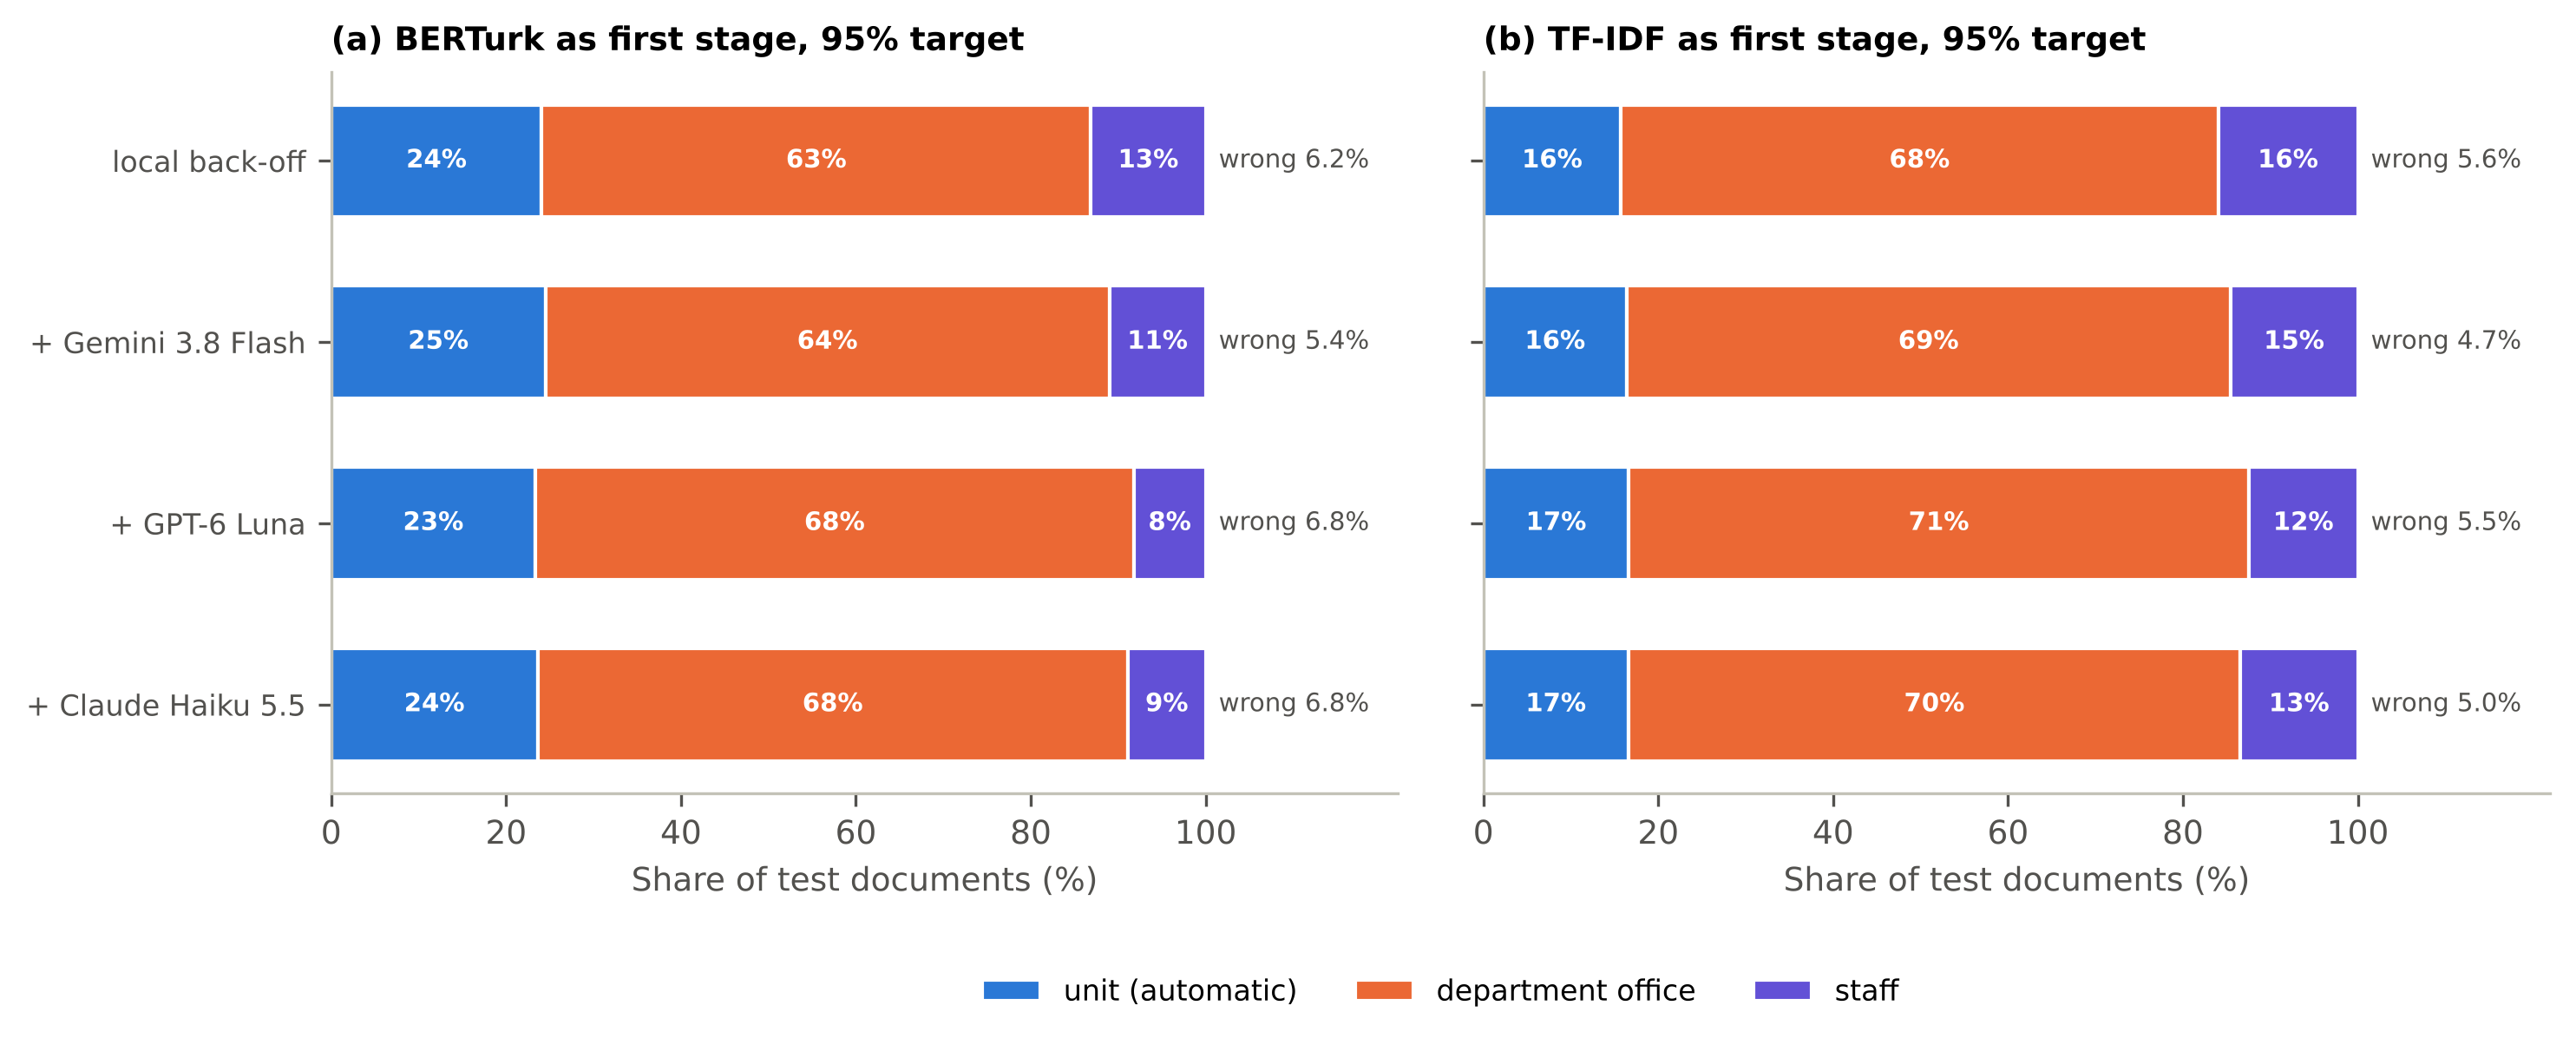 (a) BERTurk as first stage, 95% target
local back-off 24% 63% 13% wrong 6.2%
+ Gemini 3.8 Flash 25% 64% 11% wrong 5.4%
+ GPT-6 Luna 23% 68% 8% wrong 6.8%
+ Claude Haiku 5.5 24% 68% 9% wrong 6.8%
0 20 40 60 80 100
Share of test documents (%)
(b) TF-IDF as first stage, 95% target
16% 68% 16% wrong 5.6%
16% 69% 15% wrong 4.7%
17% 71% 12% wrong 5.5%
17% 70% 13% wrong 5.0%
0 20 40 60 80 100
Share of test documents (%)
unit (automatic) department office staff